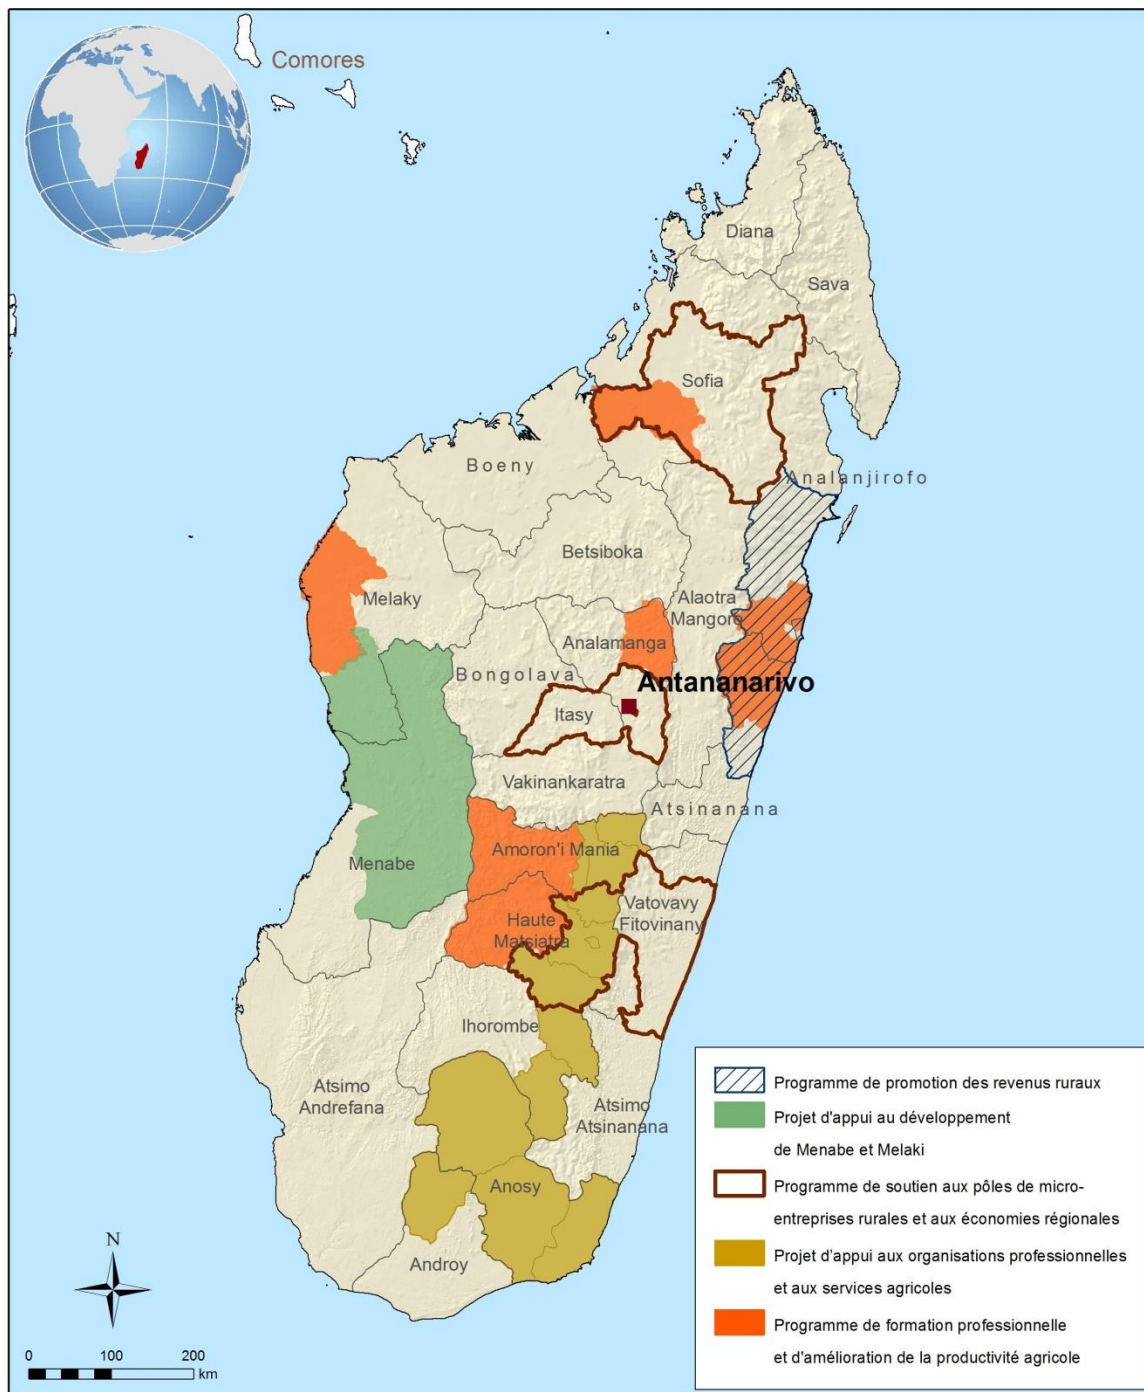 Comores
Diana
Sava
Sofia
Boeny
Analanjirofo
Betsiboka
Melaky
Alaotra
Mangoro
Analamanga
Bongolava
Antananarivo
Itasy
Vakinankaratra
Atsinanana
Amoron'i Mania
Menabe
Haute
Matsiatra
Vatovavy
Fitovinany
Ihorombe
Atsimo
Andrefana
Atsimo
Atsinanana
Anosy
Androy
N
0 100 200
km
Programme de promotion des revenus ruraux
Projet d'appui au développement
de Menabe et Melaki
Programme de soutien aux pôles de micro-
entreprises rurales et aux économies régionales
Projet d'appui aux organisations professionnelles
et aux services agricoles
Programme de formation professionnelle
et d'amélioration de la productivité agricole